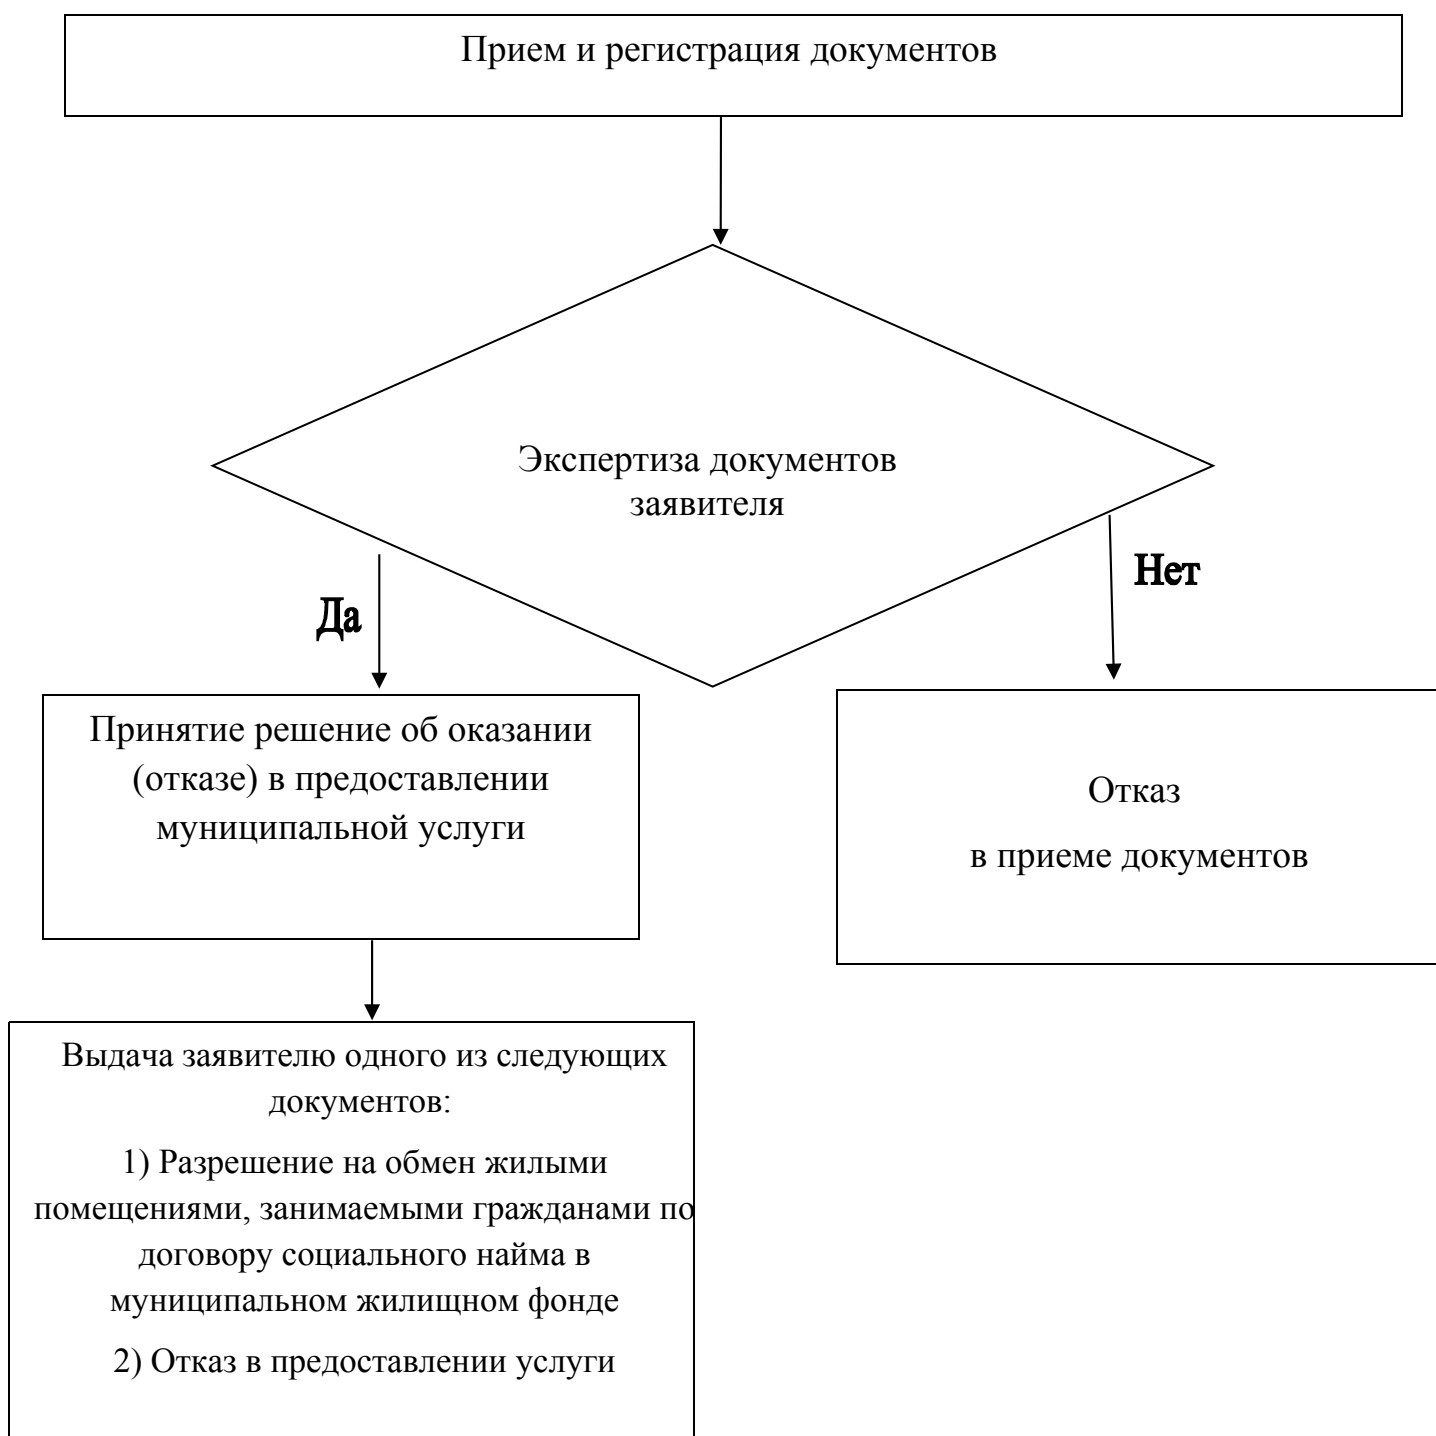 Прием и регистрация документов
Экспертиза документов
заявителя
Нет
Да
Принятие решение об оказании
(отказе) в предоставлении
муниципальной услуги
Отказ
в приеме документов
Выдача заявителю одного из следующих
документов:
1) Разрешение на обмен жилыми
помещениями, занимаемыми гражданами по
договору социального найма в
муниципальном жилищном фонде
2) Отказ в предоставлении услуги